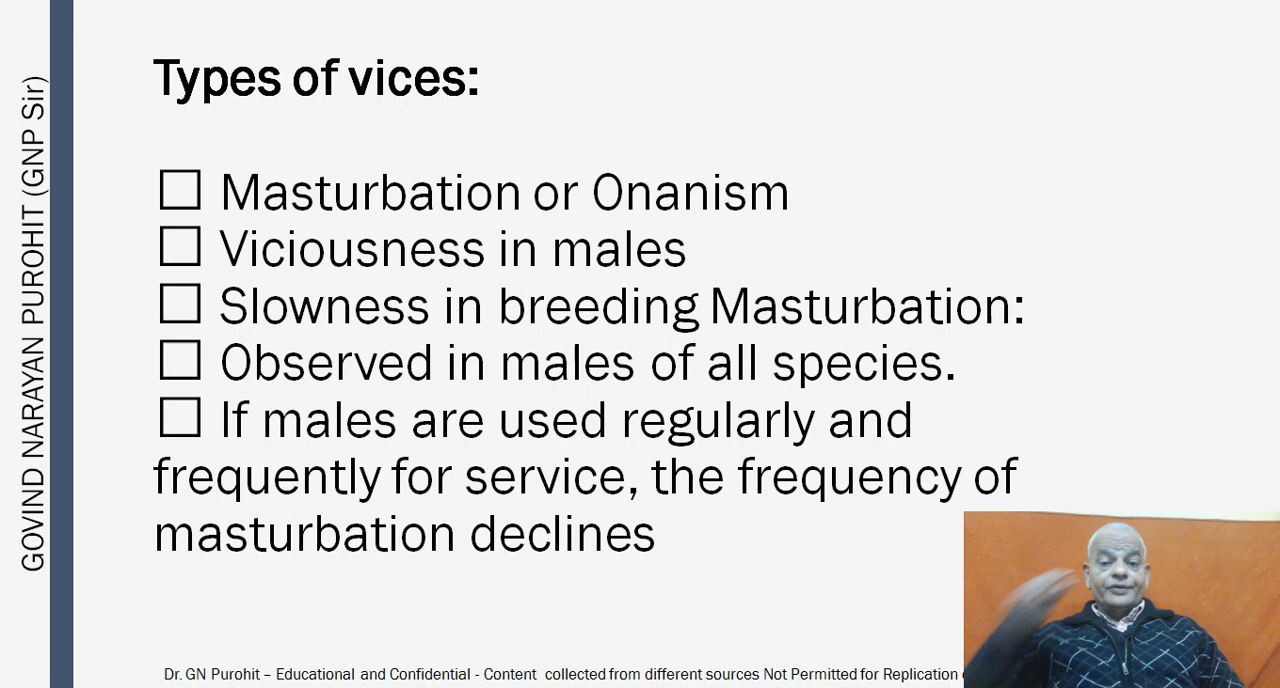 GOVIND NARAYAN PUROHIT (GNP Sir)
Types of vices:
☐ Masturbation or Onanism
☐ Viciousness in males
☐ Slowness in breeding Masturbation:
☐ Observed in males of all species.
☐ If males are used regularly and
frequently for service, the frequency of
masturbation declines
Dr. GN Purohit – Educational and Confidential - Content collected from different sources Not Permitted for Replication